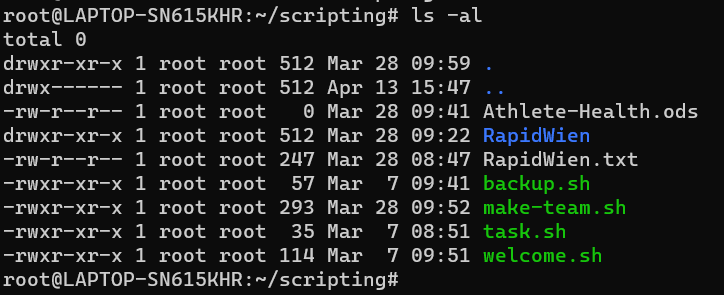 root@LAPTOP-SN615KHR:~/scripting# ls -al
total 0
drwxr-xr-x 1 root root 512 Mar 28 09:59 .
drwx------ 1 root root 512 Apr 13 15:47 ..
-rw-r--r-- 1 root root   0 Mar 28 09:41 Athlete-Health.ods
drwxr-xr-x 1 root root 512 Mar 28 09:22 RapidWien
-rw-r--r-- 1 root root 247 Mar 28 08:47 RapidWien.txt
-rwxr-xr-x 1 root root  57 Mar  7 09:41 backup.sh
-rwxr-xr-x 1 root root 293 Mar 28 09:52 make-team.sh
-rwxr-xr-x 1 root root  35 Mar  7 08:51 task.sh
-rwxr-xr-x 1 root root 114 Mar  7 09:51 welcome.sh
root@LAPTOP-SN615KHR:~/scripting#